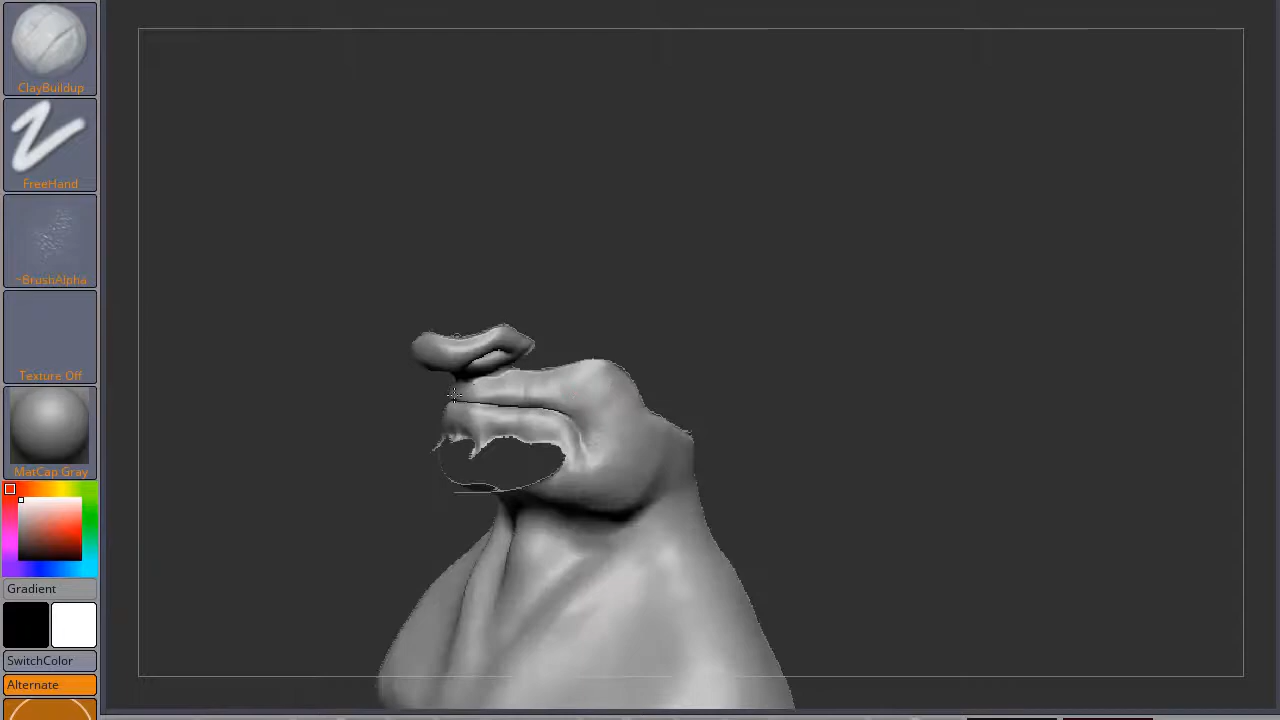 ClayBuildup
FreeHand
~BrushAlpha
Texture Off
MatCap Gray
Gradient
SwitchColor
Alternate